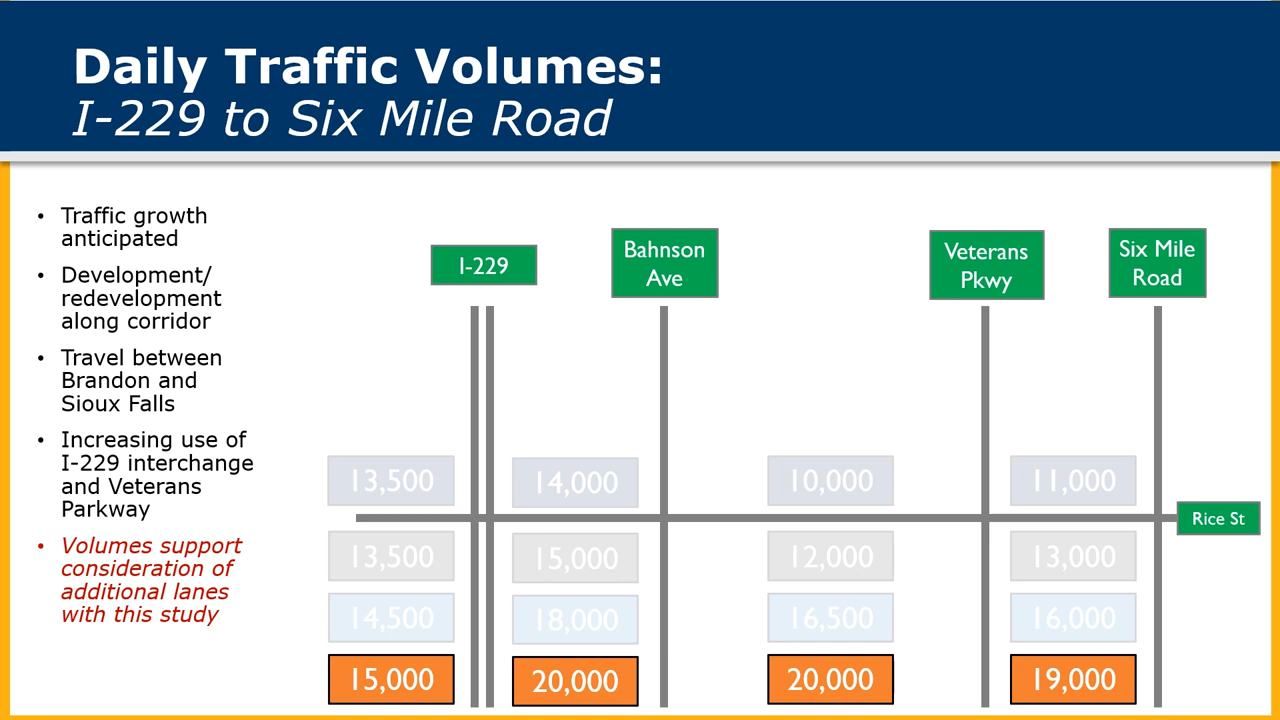 Daily Traffic Volumes:
I-229 to Six Mile Road
• Traffic growth
anticipated
• Development/
redevelopment
along corridor
• Travel between
Brandon and
Sioux Falls
• Increasing use of
I-229 interchange
and Veterans
Parkway
• Volumes support
consideration of
additional lanes
with this study
I-229
Bahnson
Ave
Veterans
Pkwy
Six Mile
Road
13,500
14,000
10,000
11,000
Rice St
13,500
15,000
12,000
13,000
14,500
18,000
16,500
16,000
15,000
20,000
20,000
19,000